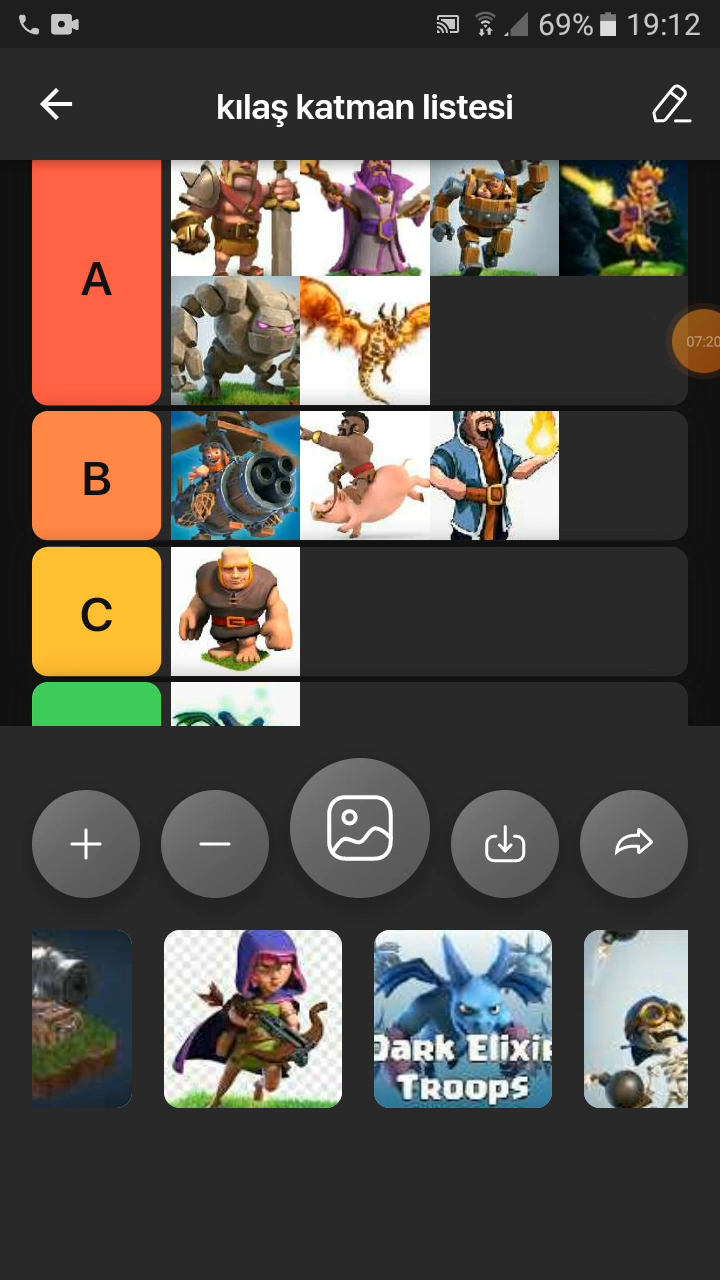 69% 19:12
kılaş katman listesi
A
07:20
B
C
Dark Elixir
Troops